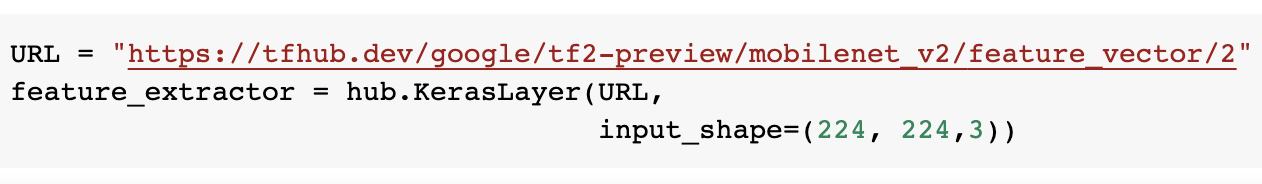 URL = "https://tfhub.dev/google/tf2-preview/mobilenet_v2/feature_vector/2"
feature_extractor = hub.KerasLayer(URL,
input_shape=(224, 224,3))